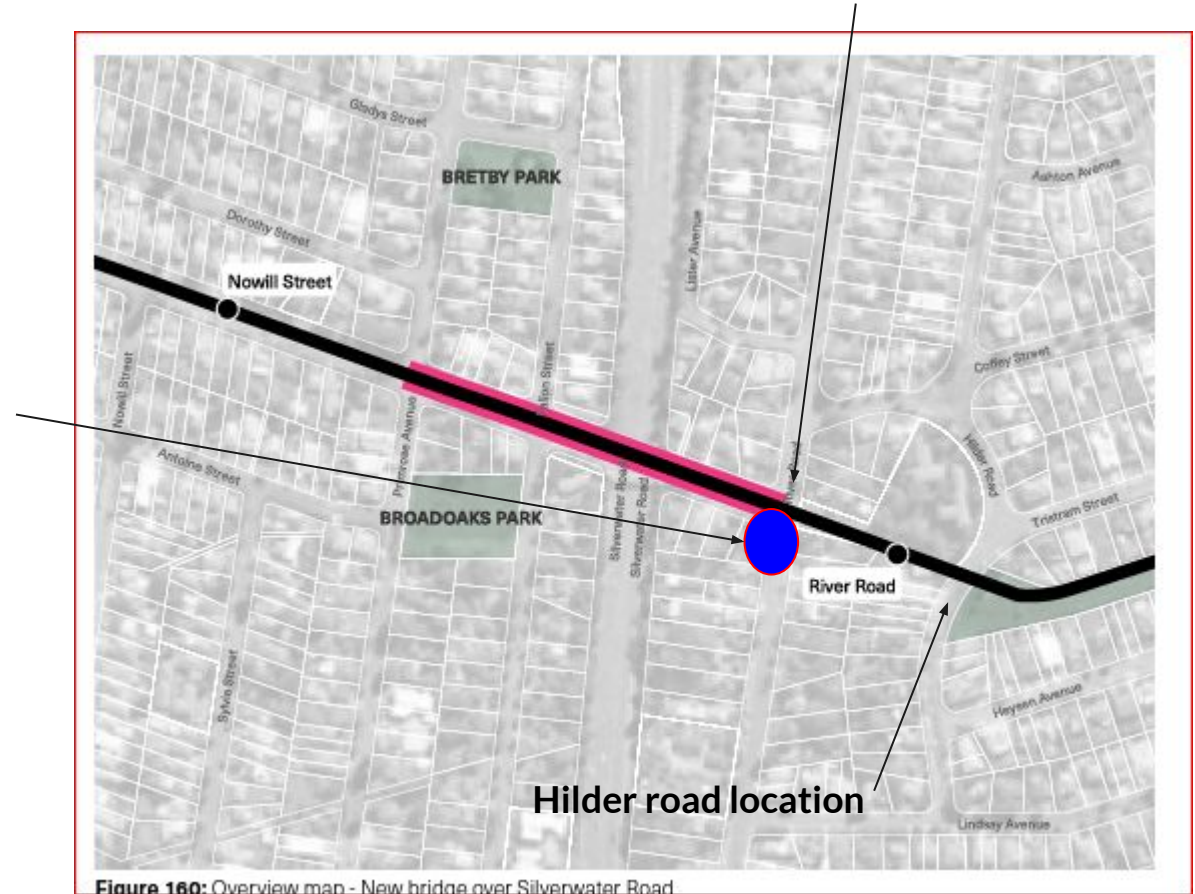 Gladys Street
BRETBY PARK
Ashton Avenue
Dorothy Street
Lister Avenue
Nowill Street
Nowill Street
Coffey Street
Primrose Avenue
Road
Hilder Road
Antoine Street
Silverwater Road
Silverwater Road
BROADOAKS PARK
Tristram Street
River Road
Sylvia Street
Heysen Avenue
Hilder road location
Lindsay Avenue
Figure 160: Overview map - New bridge over Silverwater Road